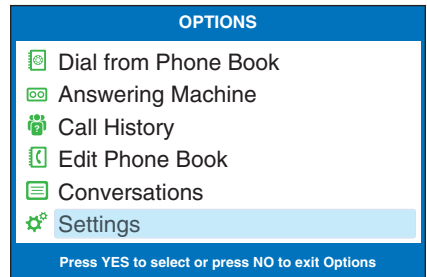 OPTIONS
Dial from Phone Book
Answering Machine
Call History
Edit Phone Book
Conversations
Settings
Press YES to select or press NO to exit Options